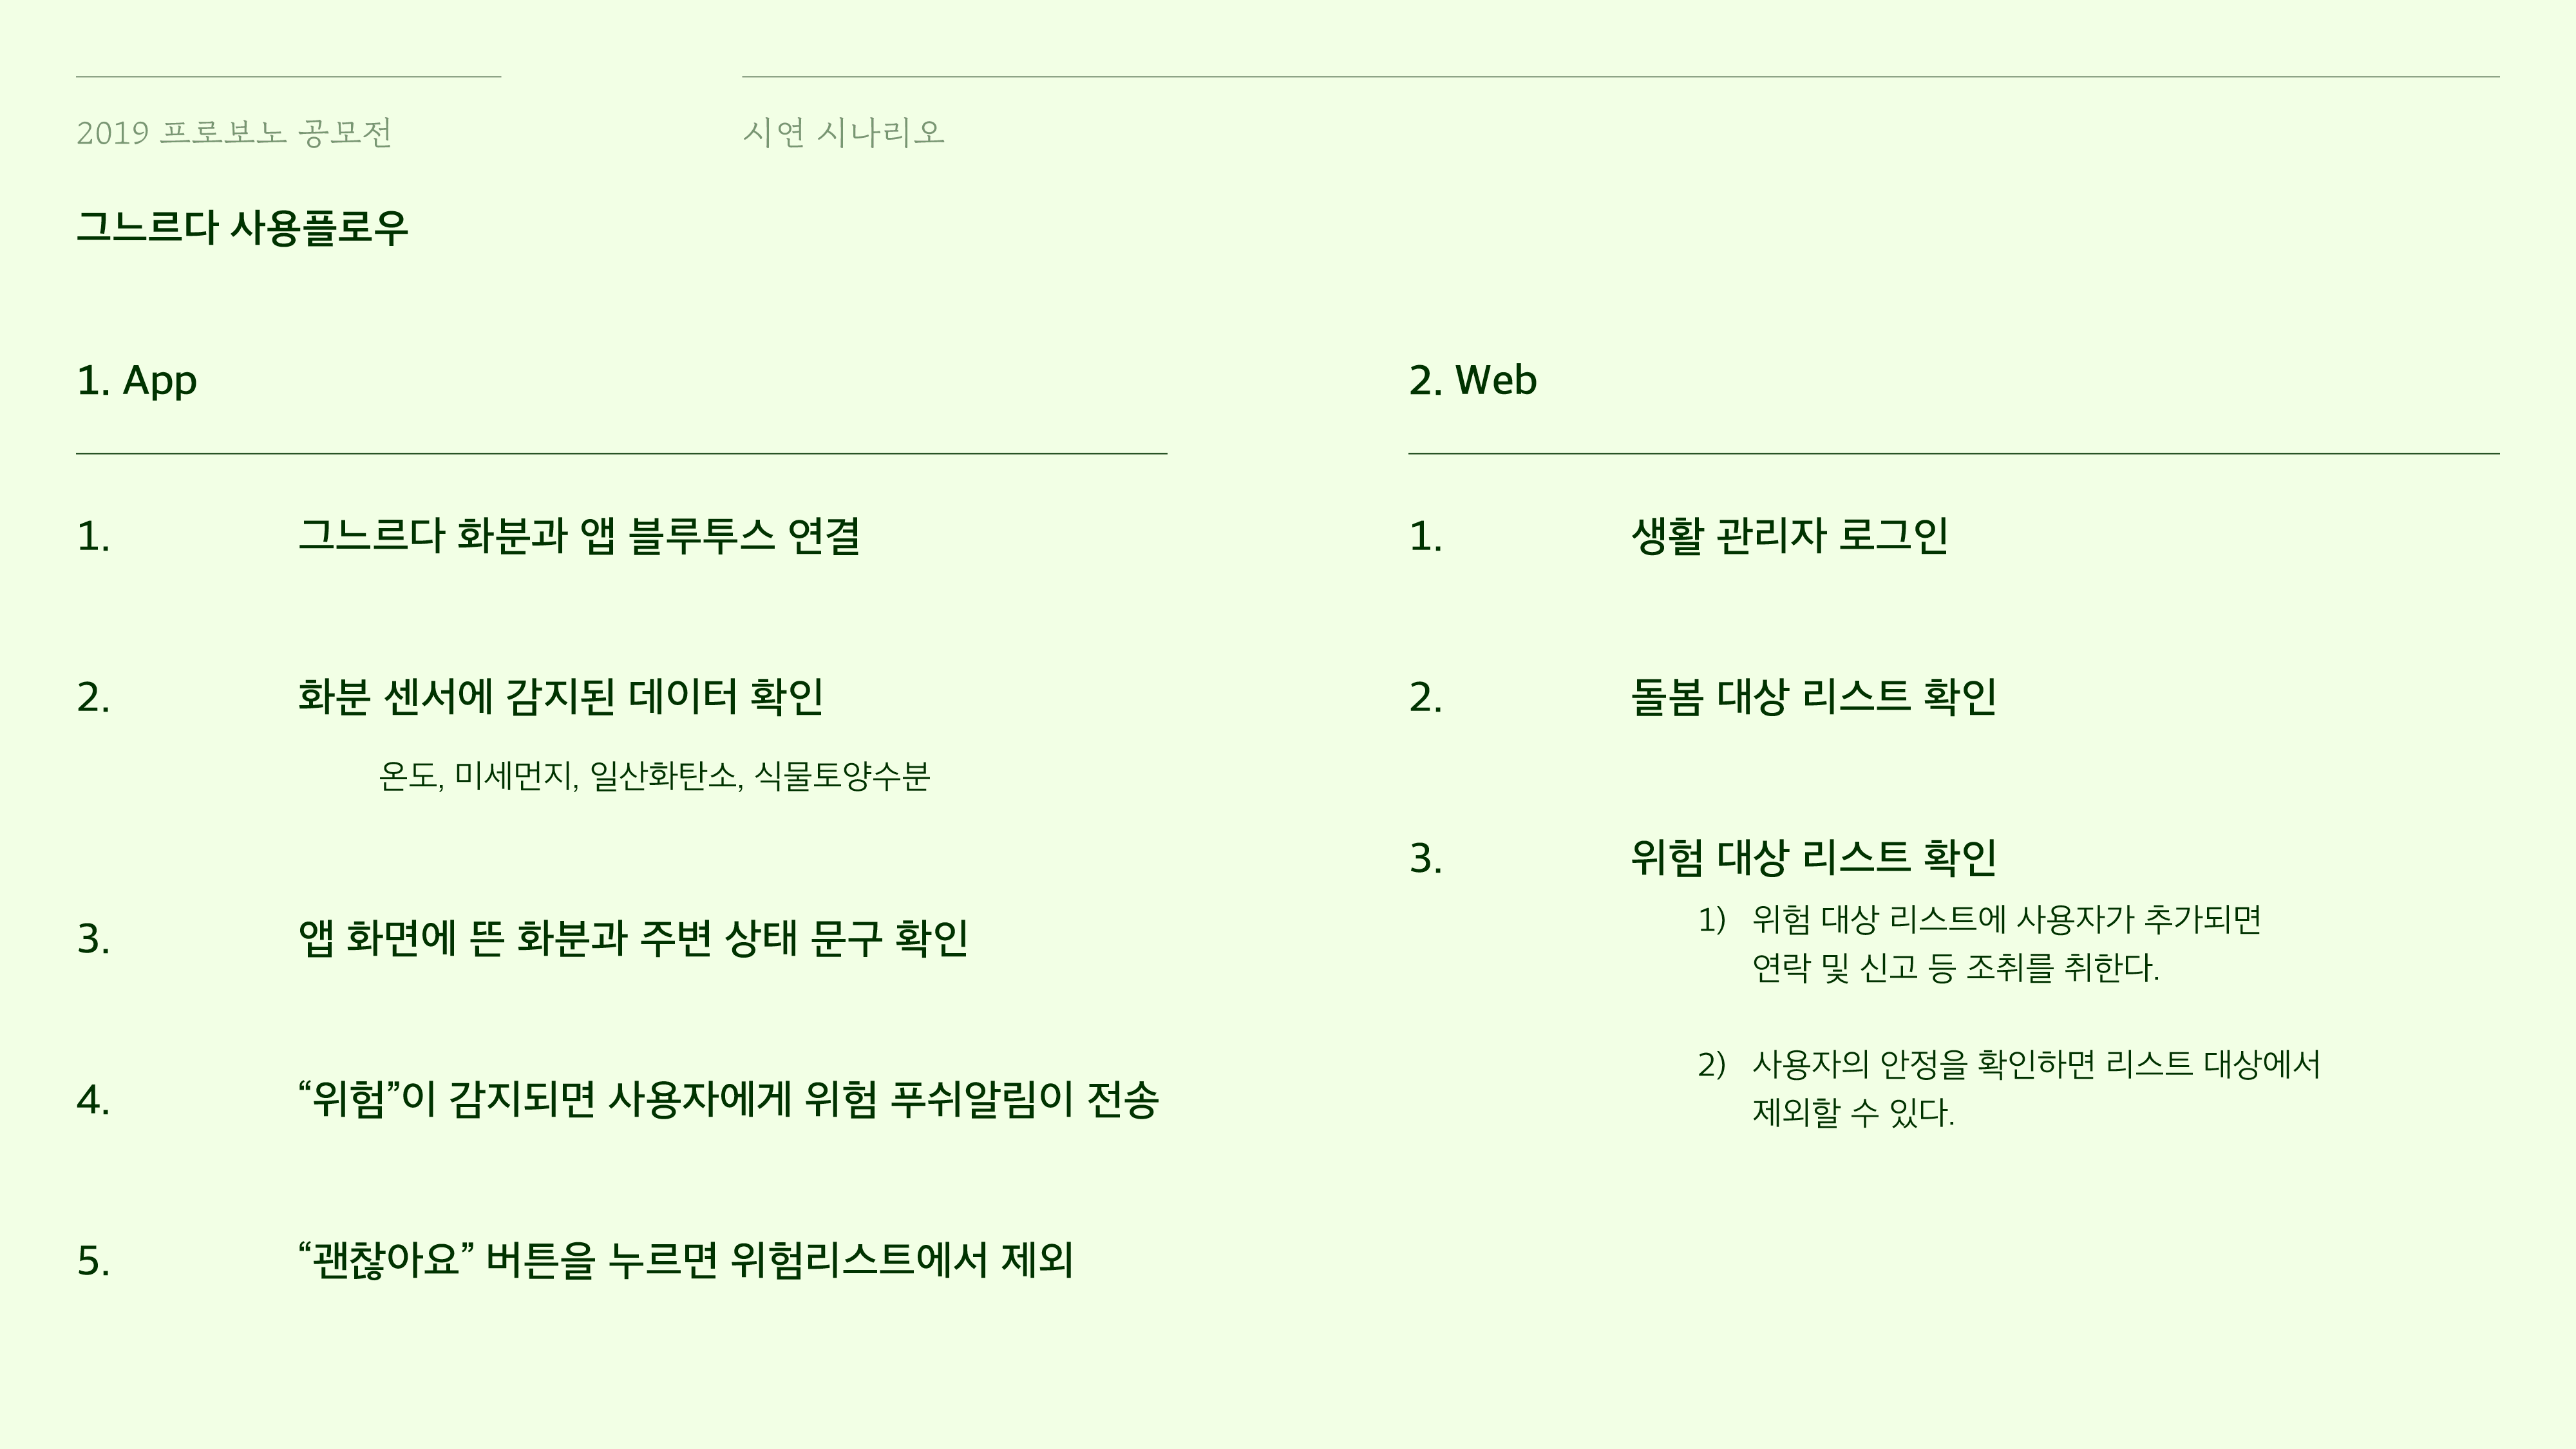 2019 프로보노 공모전
시연 시나리오
그느르다 사용플로우
1. App
1. 그느르다 화분과 앱 블루투스 연결
2. 화분 센서에 감지된 데이터 확인
온도, 미세먼지, 일산화탄소, 식물토양수분
3. 앱 화면에 뜬 화분과 주변 상태 문구 확인
4. “위험”이 감지되면 사용자에게 위험 푸쉬알림이 전송
5. “괜찮아요” 버튼을 누르면 위험리스트에서 제외
2. Web
1. 생활 관리자 로그인
2. 돌봄 대상 리스트 확인
3. 위험 대상 리스트 확인
1) 위험 대상 리스트에 사용자가 추가되면
연락 및 신고 등 조취를 취한다.
2) 사용자의 안정을 확인하면 리스트 대상에서
제외할 수 있다.